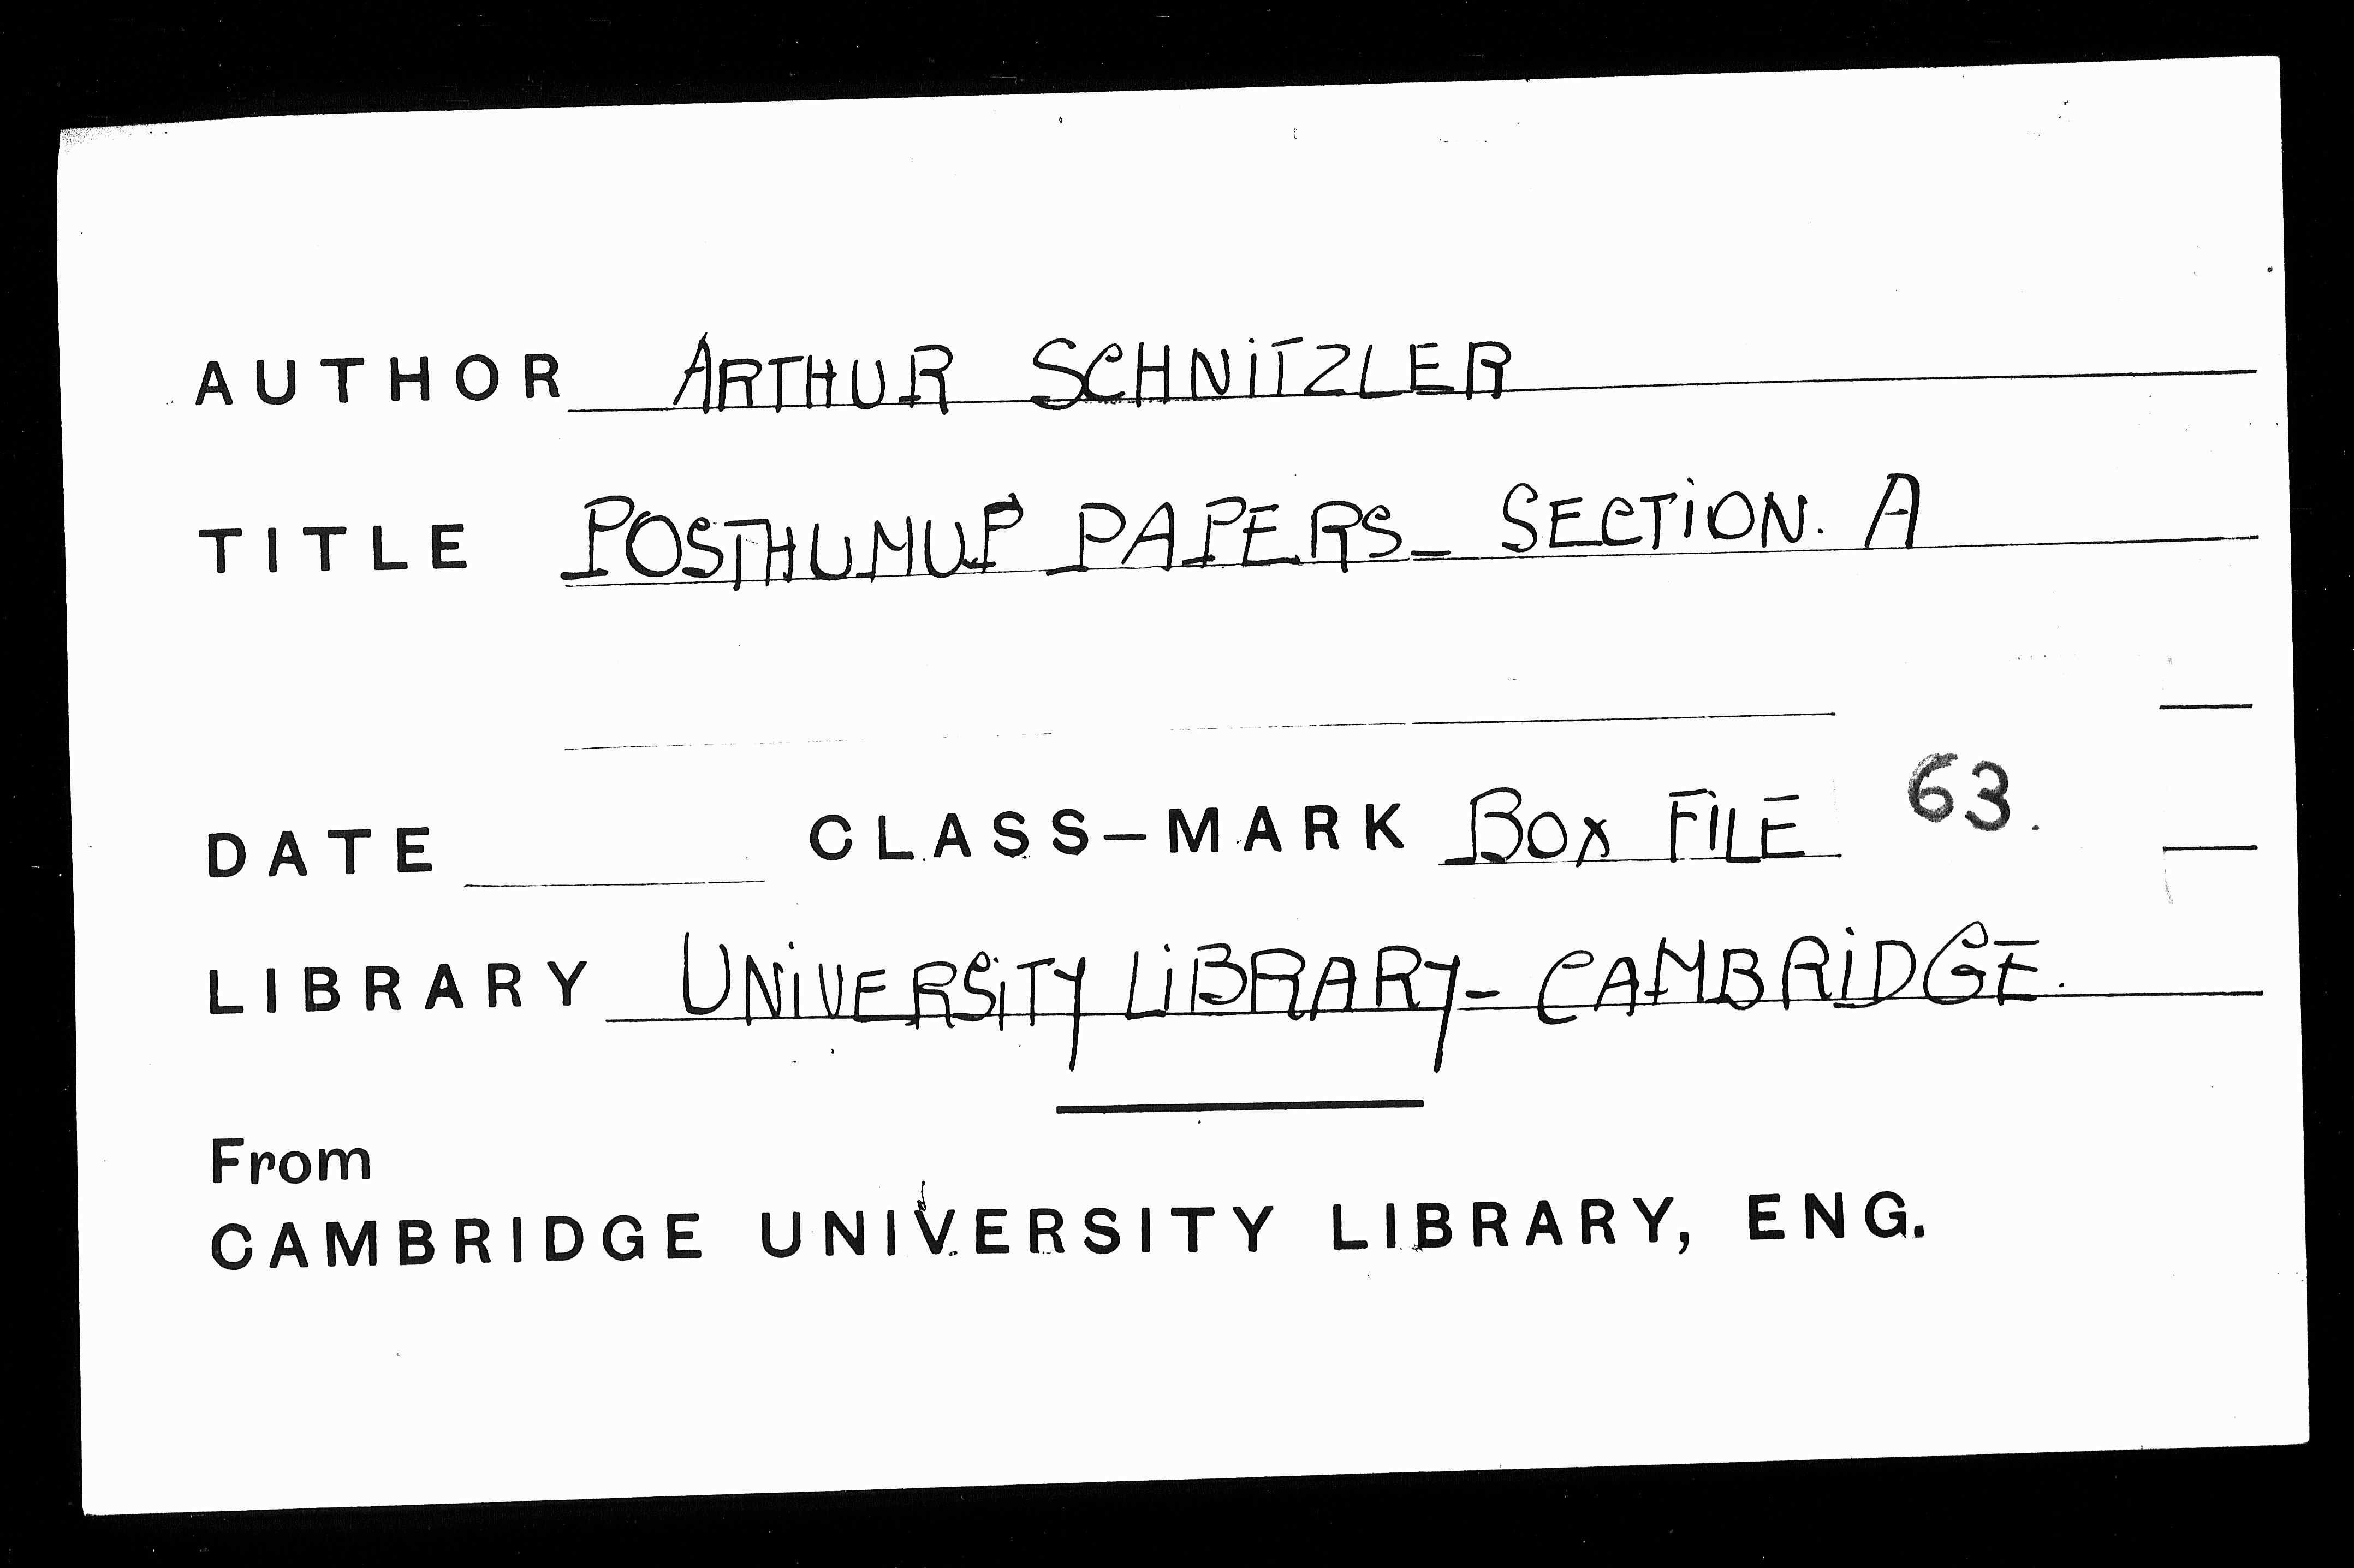 AUTHOR ARTHUR SCHNITZLER
TITLE POSTHUMUP PAPERS_ SECTION. A
DATE CLASS-MARK BOX FILE 63.
LIBRARY UNIVERSITY LIBRARY- CAMBRIDGE.
From
CAMBRIDGE UNIVERSITY LIBRARY, ENG.